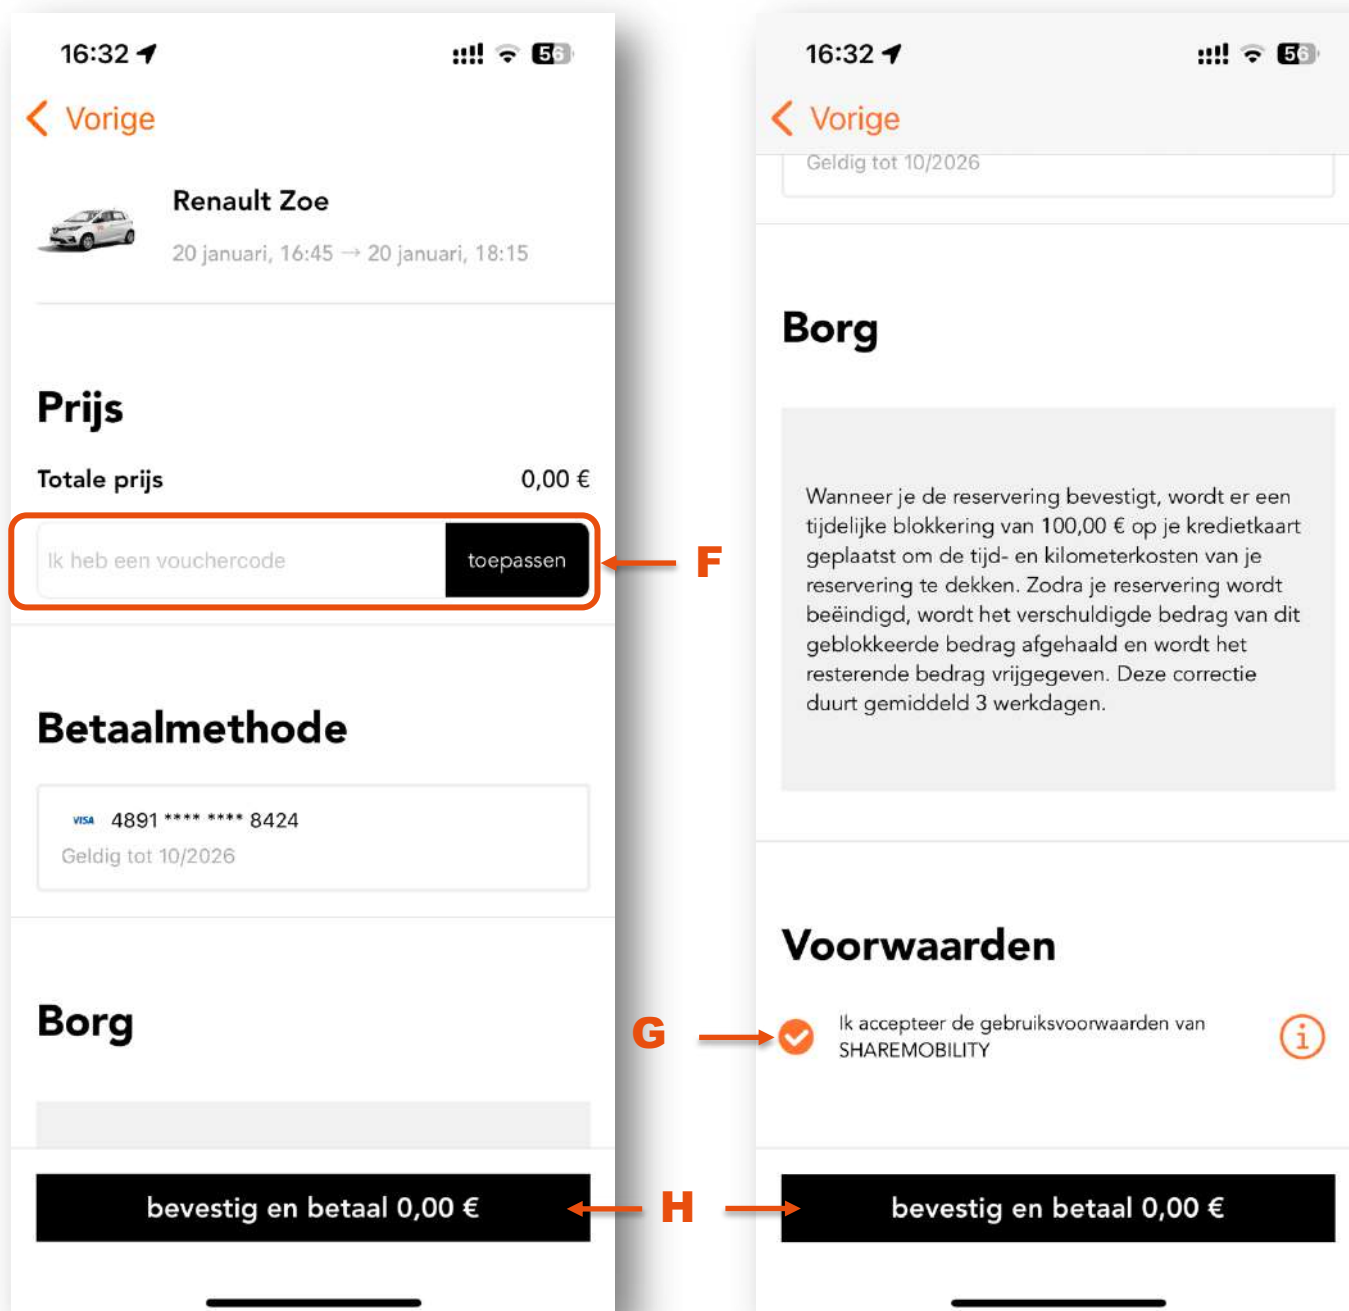 16:32
56
Vorige
Renault Zoe
20 januari, 16:45 → 20 januari, 18:15
Prijs
Totale prijs 0,00 €
Ik heb een vouchercode toepassen
F
Betaalmethode
VISA 4891 **** **** 8424
Geldig tot 10/2026
Borg
bevestig en betaal 0,00 €
H
16:32
56
Vorige
Geldig tot 10/2026
Borg
Wanneer je de reservering bevestigt, wordt er een
tijdelijke blokkering van 100,00 € op je kredietkaart
geplaatst om de tijd- en kilometerkosten van je
reservering te dekken. Zodra je reservering wordt
beëindigd, wordt het verschuldigde bedrag van dit
geblokkeerde bedrag afgehaald en wordt het
resterende bedrag vrijgegeven. Deze correctie
duurt gemiddeld 3 werkdagen.
Voorwaarden
G
Ik accepteer de gebruiksvoorwaarden van
SHAREMOBILITY
i
bevestig en betaal 0,00 €